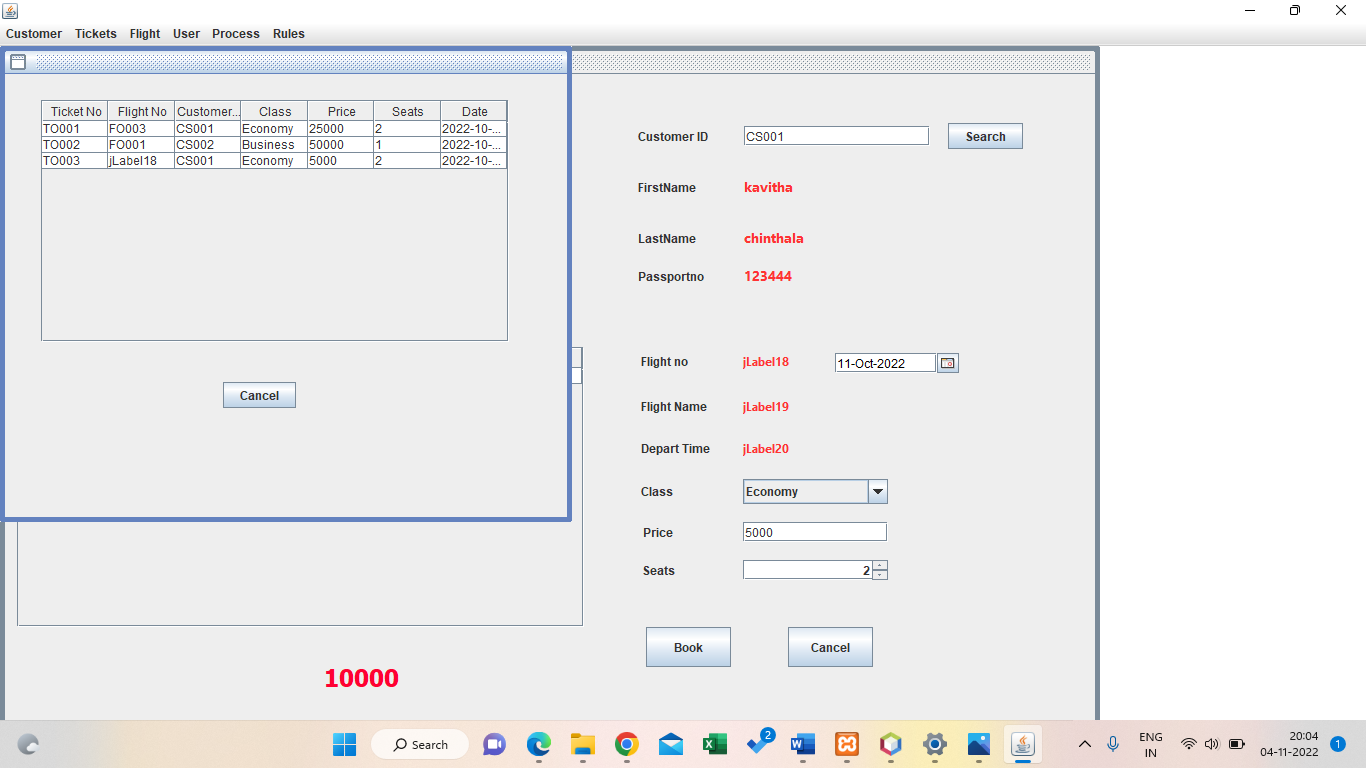 Customer Tickets Flight User Process Rules
Ticket No Flight No Customer... Class Price Seats Date
TO001 FO003 CS001 Economy 25000 2 2022-10-...
TO002 FO001 CS002 Business 50000 1 2022-10-...
TO003 jLabel18 CS001 Economy 5000 2 2022-10-...
Cancel
Customer ID CS001 Search
FirstName kavitha
LastName chinthala
Passportno 123444
Flight no jLabel18 11-Oct-2022
Flight Name jLabel19
Depart Time jLabel20
Class Economy
Price 5000
Seats 2
Book Cancel
10000
Search 2 ENG 20:04
IN 04-11-2022 1